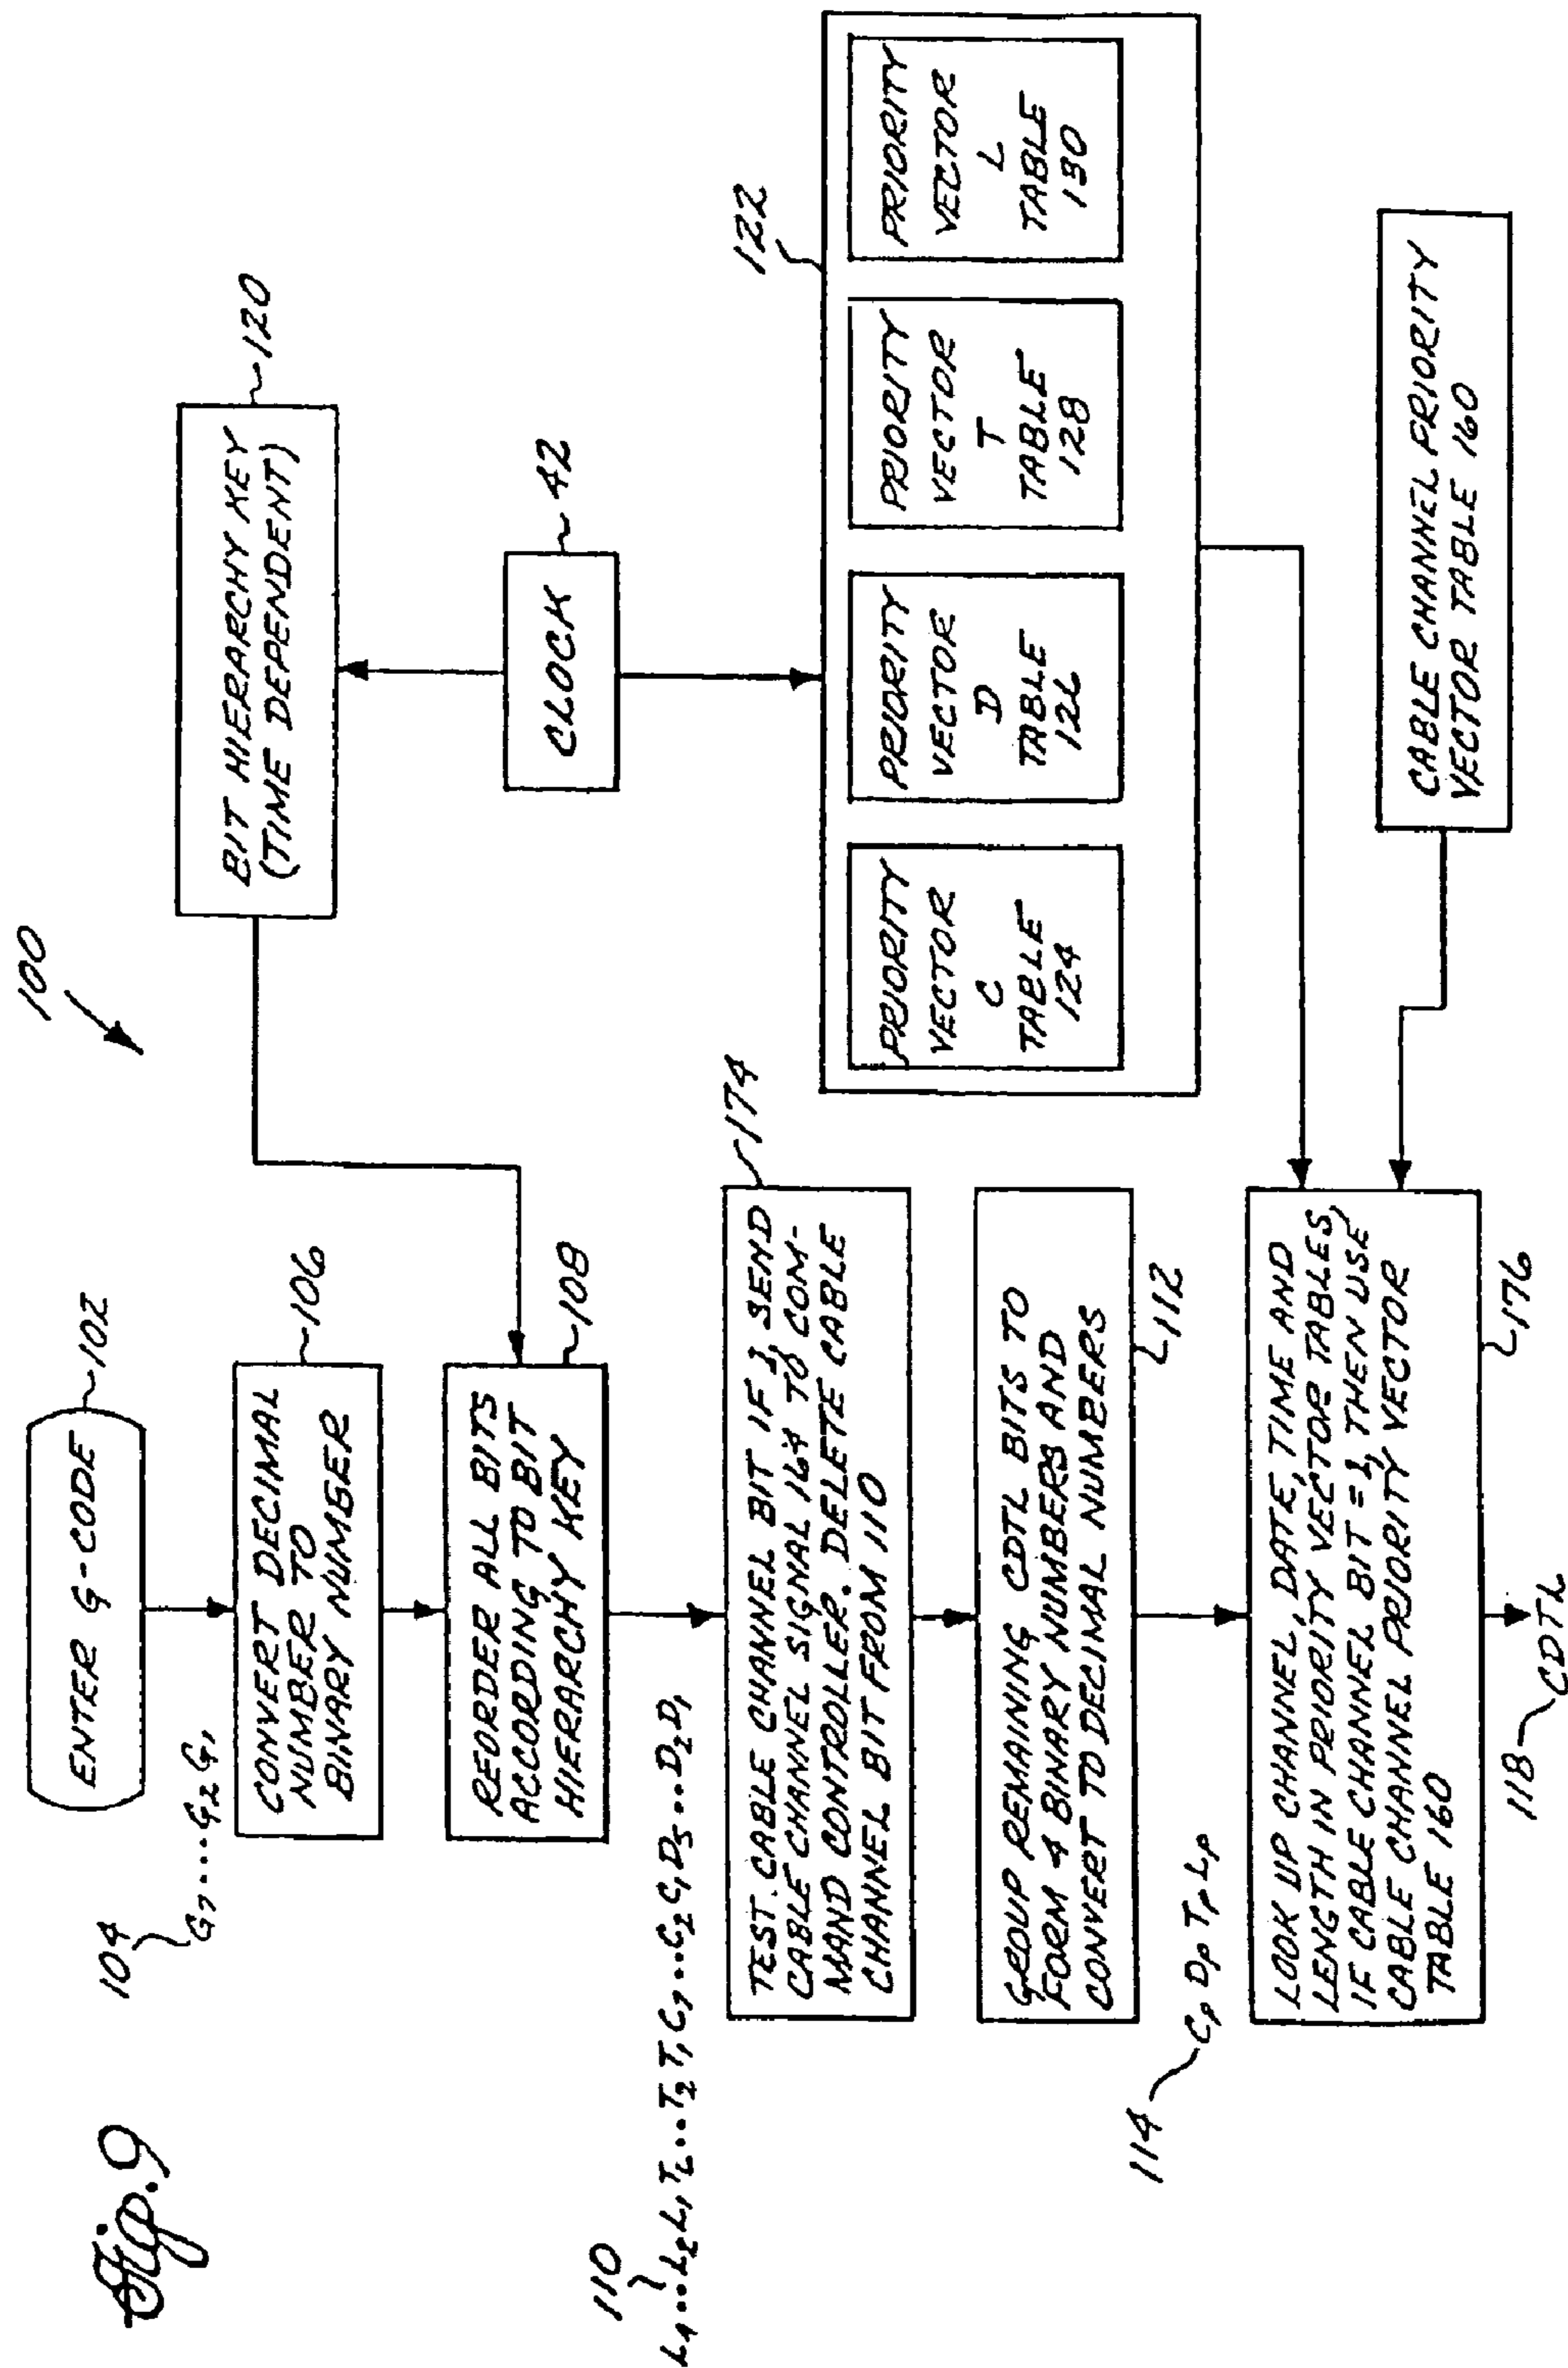 Fig. 9
100
ENTER G-CODE
102
104
G7....G2G1
CONVERT DECIMAL
NUMBER TO
BINARY NUMBER
106
REORDER ALL BITS
ACCORDING TO BIT
HIERARCHY KEY
108
BIT HIERARCHY KEY
(TIME DEPENDENT)
120
CLOCK
42
110
L4...L2L1T6...T2T1C7...C2C1D5...D2D1
TEST CABLE CHANNEL BIT IF 1, SEND
CABLE CHANNEL SIGNAL 164 TO COM-
MAND CONTROLLER. DELETE CABLE
CHANNEL BIT FROM 110
174
GROUP REMAINING CDTL BITS TO
FORM 4 BINARY NUMBERS AND
CONVERT TO DECIMAL NUMBERS
112
114
CpDpTpLp
122
PRIORITY
VECTOR
C
TABLE
124
PRIORITY
VECTOR
D
TABLE
126
PRIORITY
VECTOR
T
TABLE
128
PRIORITY
VECTOR
L
TABLE
130
LOOK UP CHANNEL, DATE, TIME AND
LENGTH IN PRIORITY VECTOR TABLES,
IF CABLE CHANNEL BIT = 1, THEN USE
CABLE CHANNEL PRIORITY VECTOR
TABLE 160
176
CABLE CHANNEL PRIORITY
VECTOR TABLE 160
118
CDTL